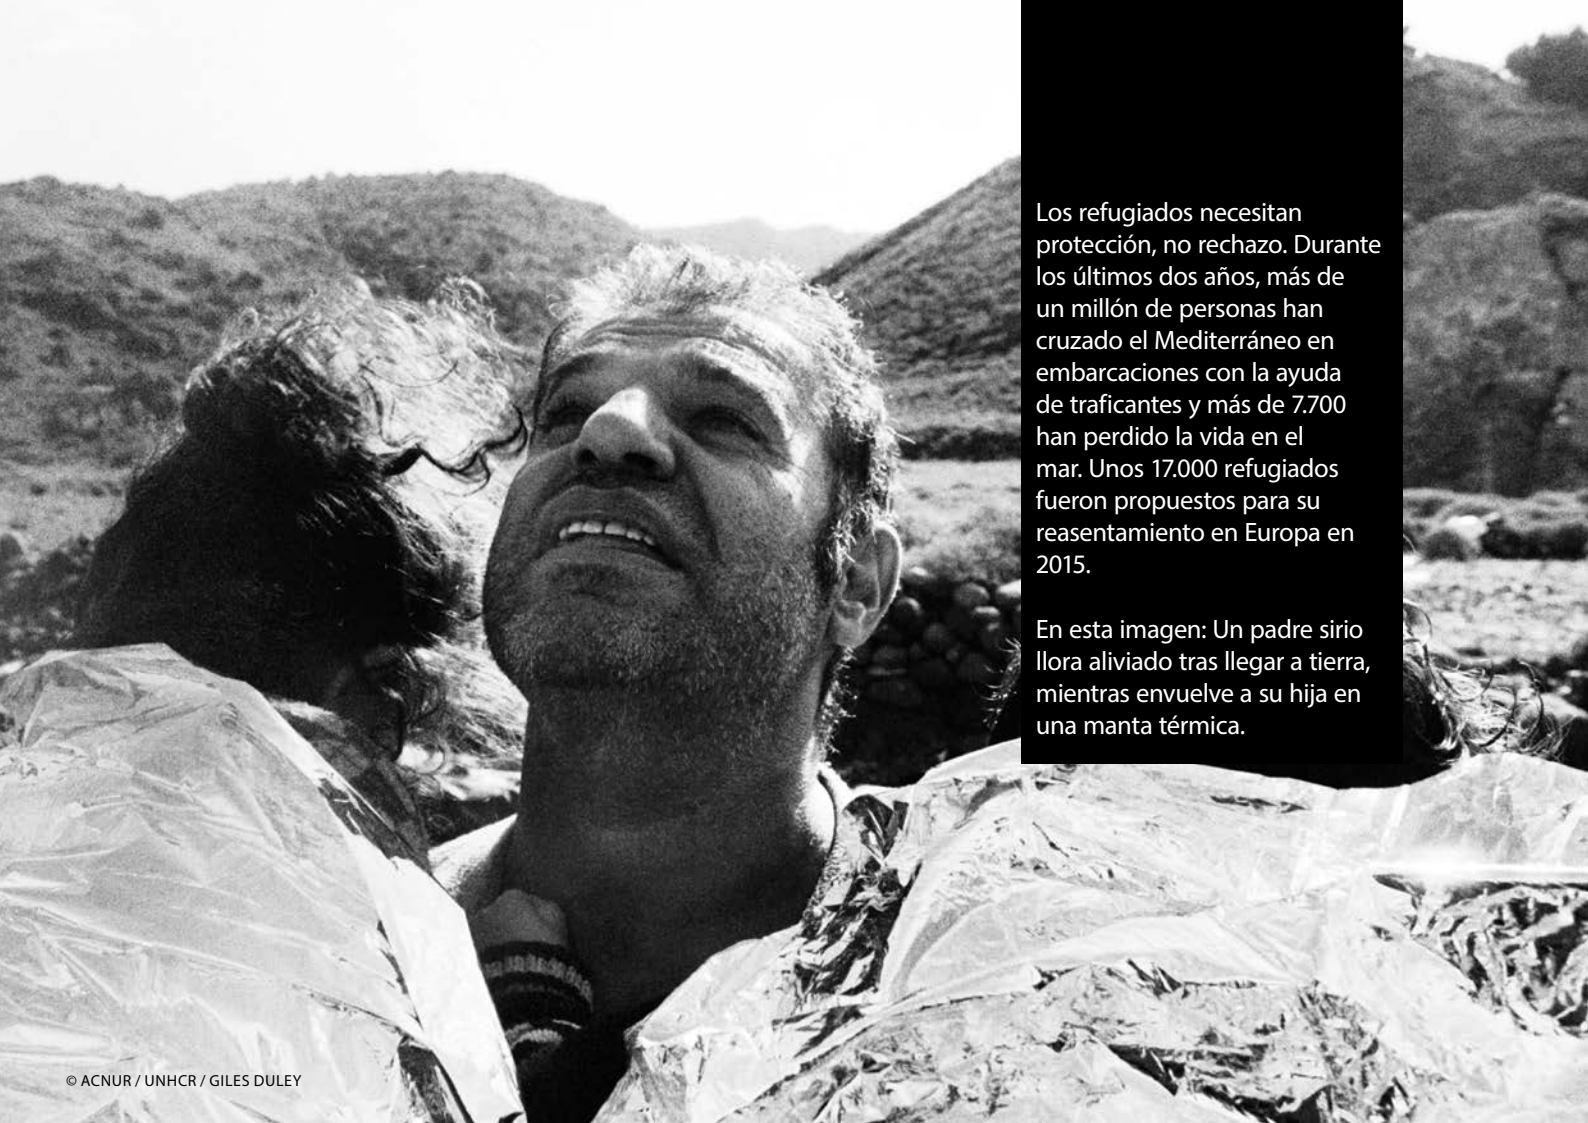 Los refugiados necesitan
protección, no rechazo. Durante
los últimos dos años, más de
un millón de personas han
cruzado el Mediterráneo en
embarcaciones con la ayuda
de traficantes y más de 7.700
han perdido la vida en el
mar. Unos 17.000 refugiados
fueron propuestos para su
reasentamiento en Europa en
2015.
En esta imagen: Un padre sirio
llora aliviado tras llegar a tierra,
mientras envuelve a su hija en
una manta térmica.
© ACNUR / UNHCR / GILES DULEY